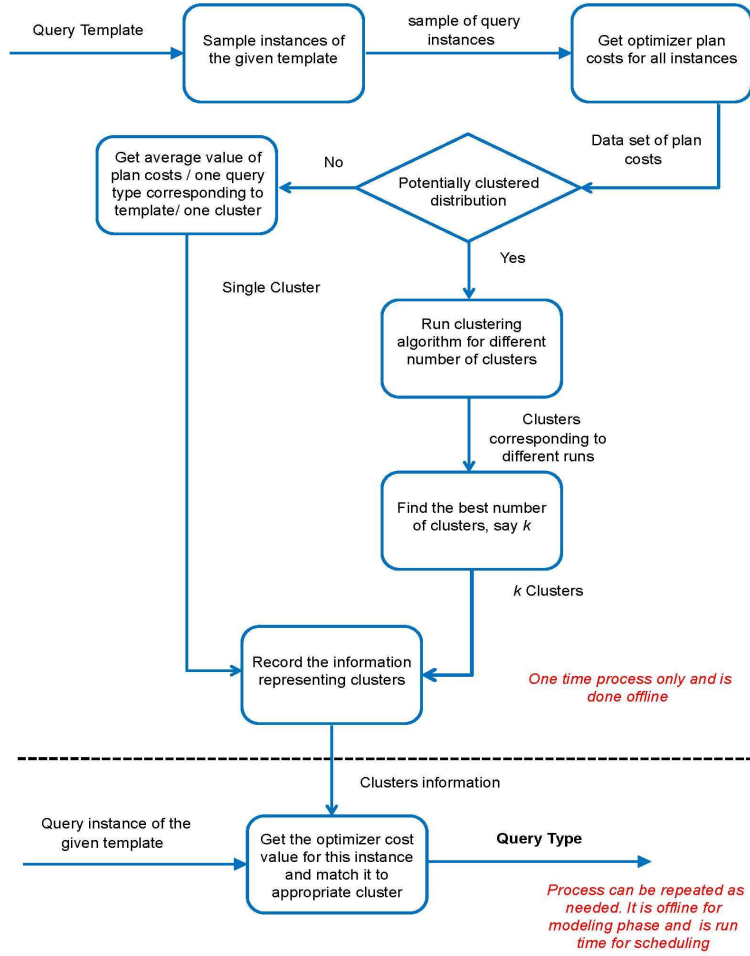 Query Template
Sample instances of
the given template
sample of query
instances
Get optimizer plan
costs for all instances
Data set of plan
costs
Potentially clustered
distribution
No
Get average value of
plan costs / one query
type corresponding to
template/ one cluster
Yes
Single Cluster
Run clustering
algorithm for different
number of clusters
Clusters
corresponding to
different runs
Find the best number
of clusters, say k
k Clusters
Record the information
representing clusters
One time process only and is
done offline
Clusters information
Query instance of the
given template
Get the optimizer cost
value for this instance
and match it to
appropriate cluster
Query Type
Process can be repeated as
needed. It is offline for
modeling phase and is run
time for scheduling